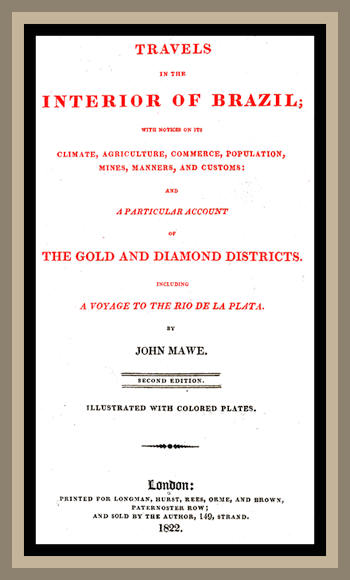 TRAVELS
IN THE
INTERIOR OF BRAZIL;
WITH NOTICES ON ITS
CLIMATE, AGRICULTURE, COMMERCE, POPULATION,
MINES, MANNERS, AND CUSTOMS:
AND
A PARTICULAR ACCOUNT
OF
THE GOLD AND DIAMOND DISTRICTS.
INCLUDING
A VOYAGE TO THE RIO DE LA PLATA.
BY
JOHN MAWE.
SECOND EDITION.
ILLUSTRATED WITH COLORED PLATES.
London:
PRINTED FOR LONGMAN, HURST, REES, ORME, AND BROWN,
PATERNOSTER ROW;
AND SOLD BY THE AUTHOR, 149, STRAND.
1822.